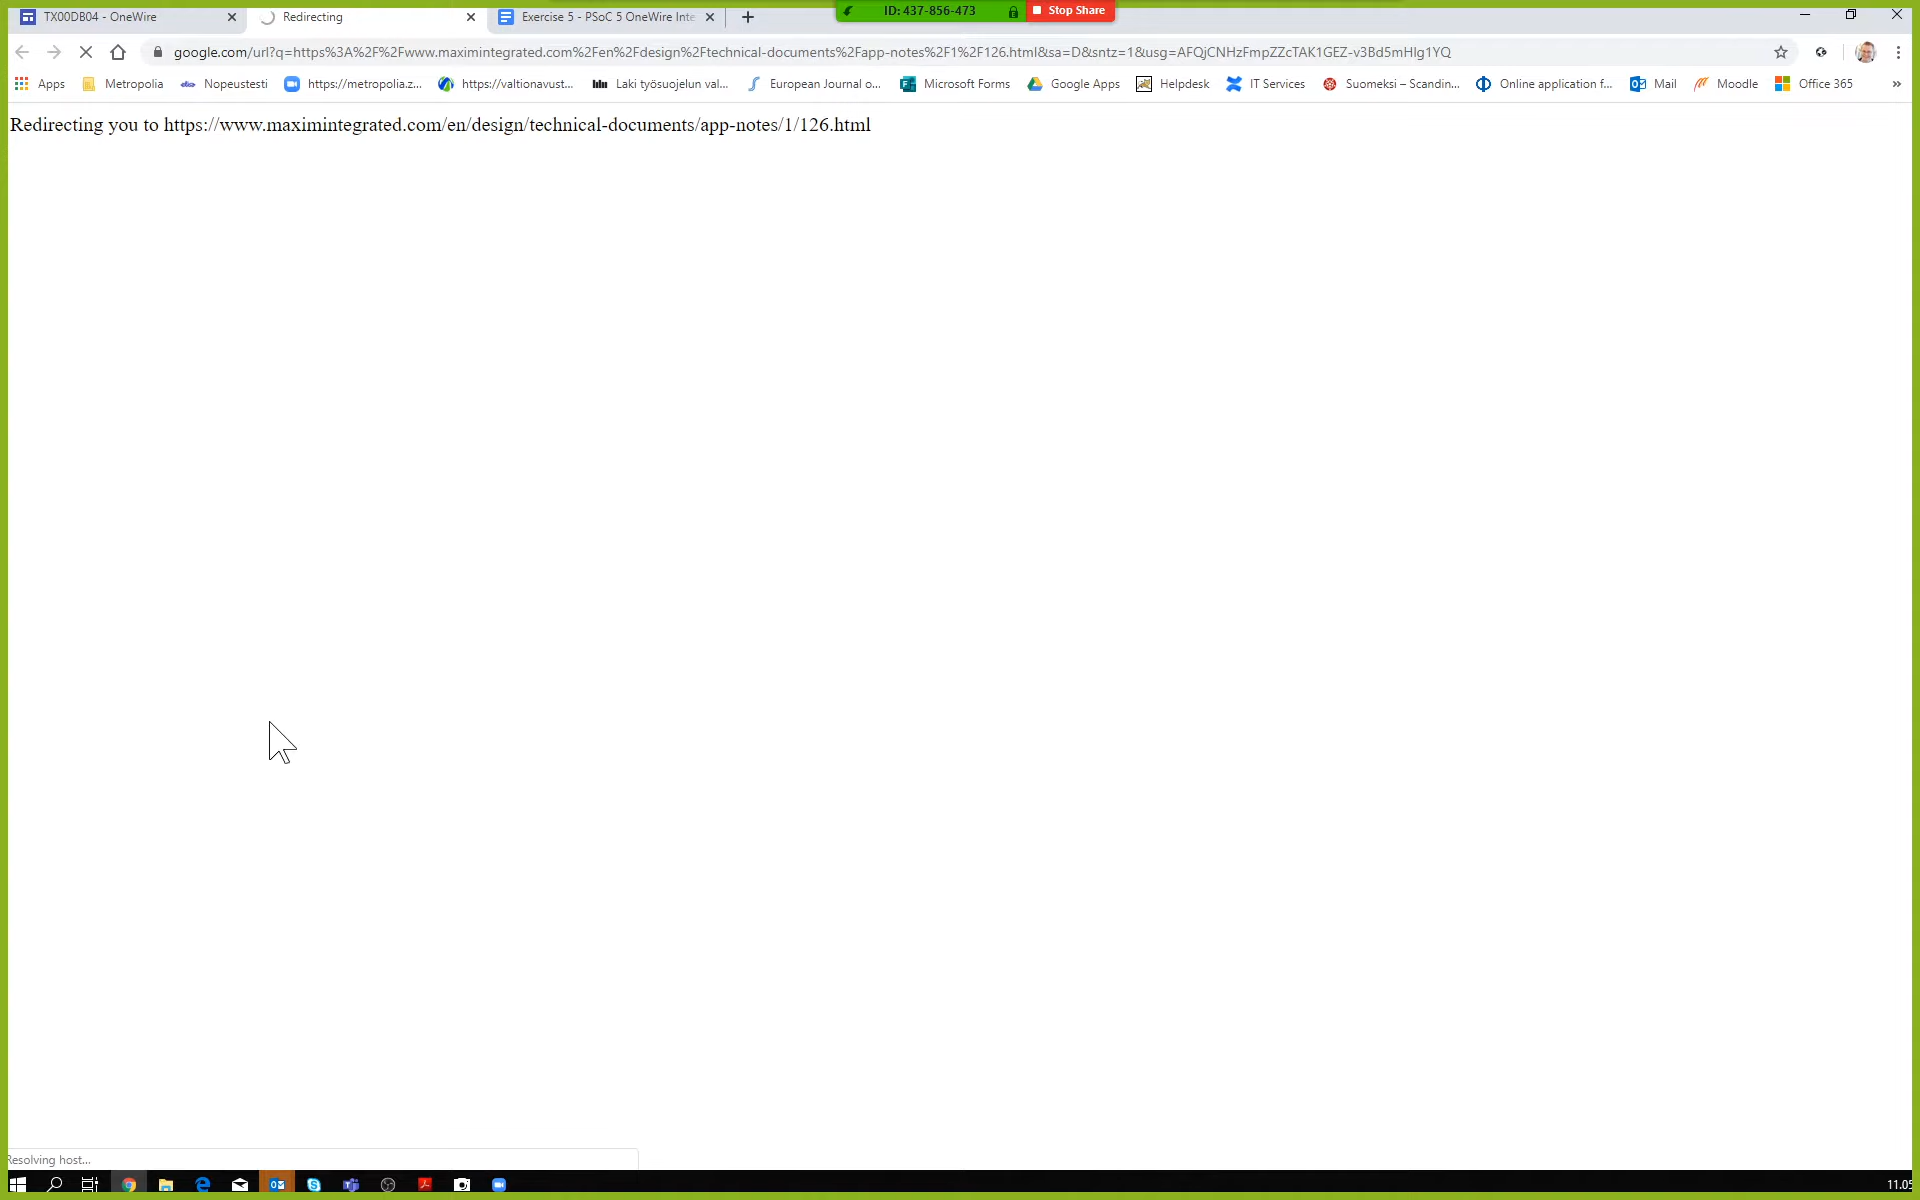 TX00DB04 - OneWire
Redirecting
Exercise 5 - PSoC 5 OneWire Inte
ID: 437-856-473
Stop Share
google.com/url?q=https%3A%2F%2Fwww.maximintegrated.com%2Fen%2Fdesign%2Ftechnical-documents%2Fapp-notes%2F1%2F126.html&sa=D&sntz=1&usg=AFQjCNHzFmpZZcTAK1GEZ-v3Bd5mHIg1YQ
Apps
Metropolia
Nopeustesti
https://metropolia.z...
https://valtionavust...
Laki työsuojelun val...
European Journal o...
Microsoft Forms
Google Apps
Helpdesk
IT Services
Suomeksi – Scandin...
Online application f...
Mail
Moodle
Office 365
»
Redirecting you to https://www.maximintegrated.com/en/design/technical-documents/app-notes/1/126.html
Resolving host...
11.05